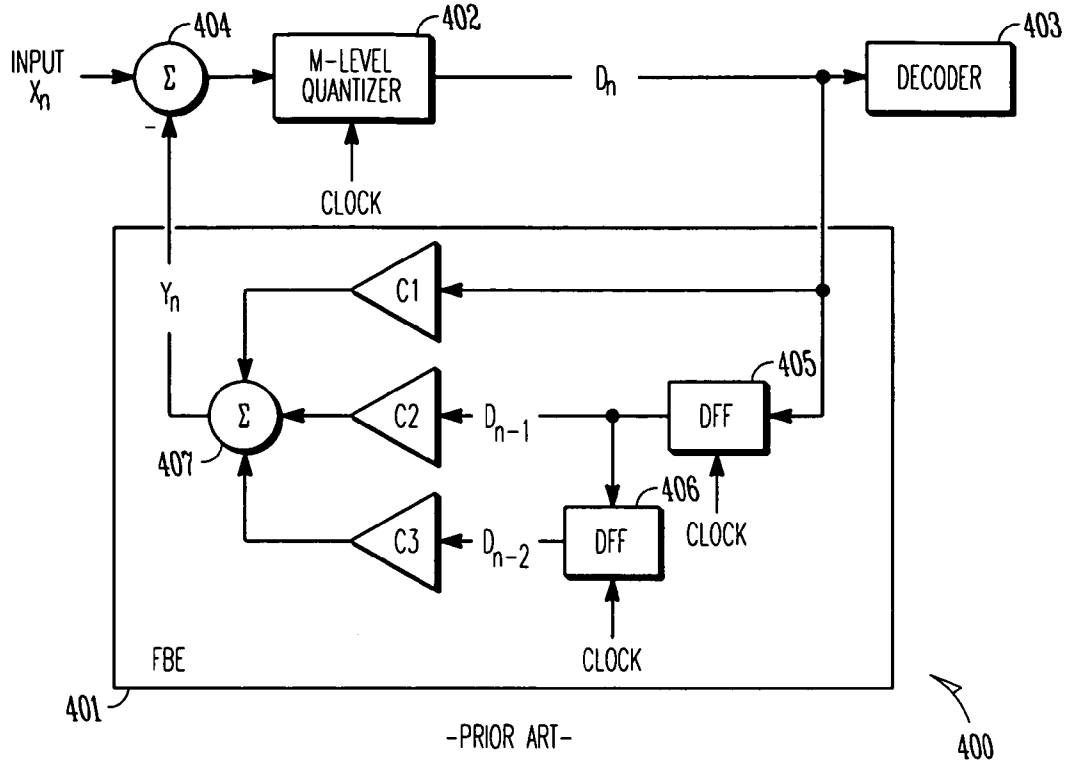 404
402
403
INPUT
Xn
Σ
M-LEVEL
QUANTIZER
Dn
DECODER
-
CLOCK
Yn
C1
405
Σ
C2
Dn-1
DFF
407
406
C3
Dn-2
DFF
CLOCK
CLOCK
FBE
401
-PRIOR ART-
400